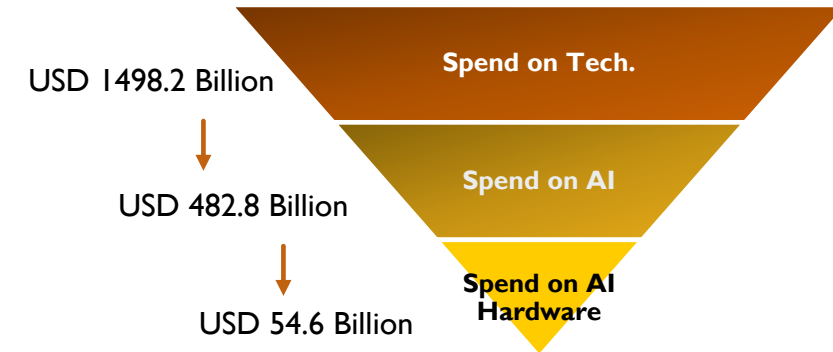 Spend on Tech.
USD 1498.2 Billion
Spend on AI
USD 482.8 Billion
Spend on AI
Hardware
USD 54.6 Billion